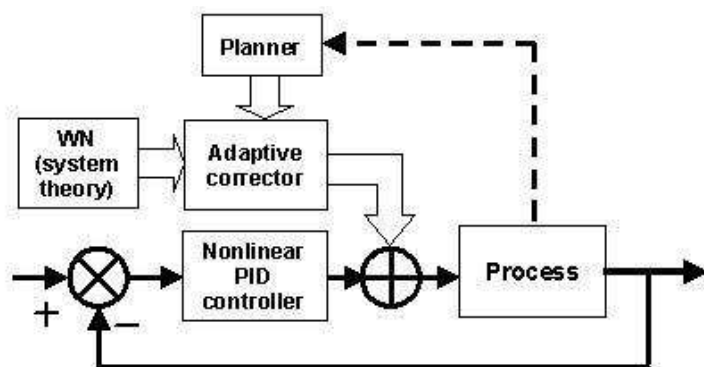 Planner
WN
(system
theory)
Adaptive
corrector
Nonlinear
PID
controller
Process
+
−